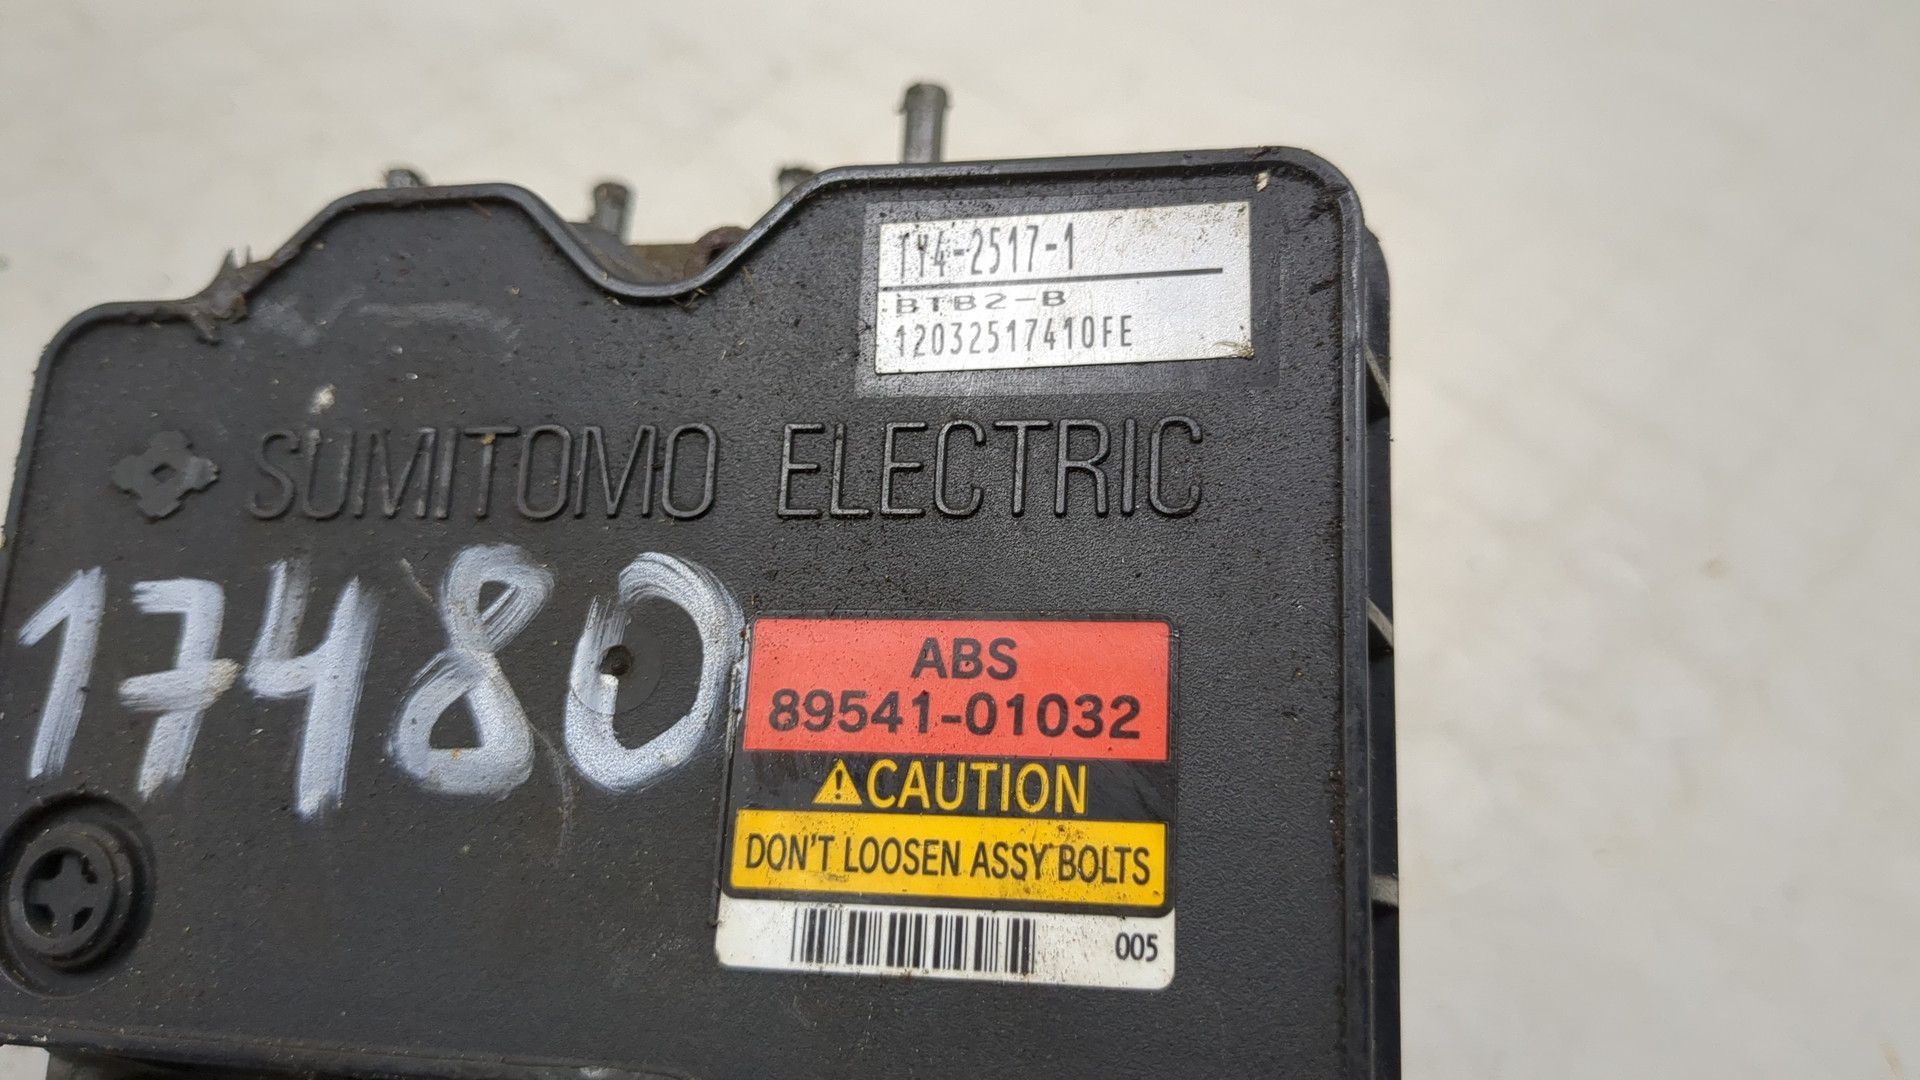 TY4-2517-1
BTB2-B
12032517410FE
SUMITOMO ELECTRIC
17480
ABS
89541-01032
CAUTION
DON'T LOOSEN ASSY BOLTS
005